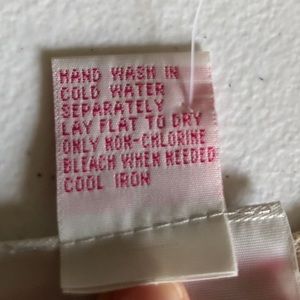 HAND WASH IN
COLD WATER
SEPARATELY
LAY FLAT TO DRY
ONLY NON-CHLORINE
BLEACH WHEN NEEDED
COOL IRON